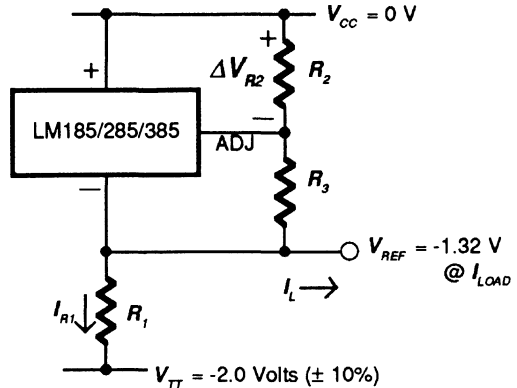 V_CC = 0 V
+
+
ΔV_R2
R_2
LM185/285/385
ADJ
−
−
R_3
V_REF = -1.32 V
@ I_LOAD
I_L →
I_R1
R_1
V_TT = -2.0 Volts (± 10%)